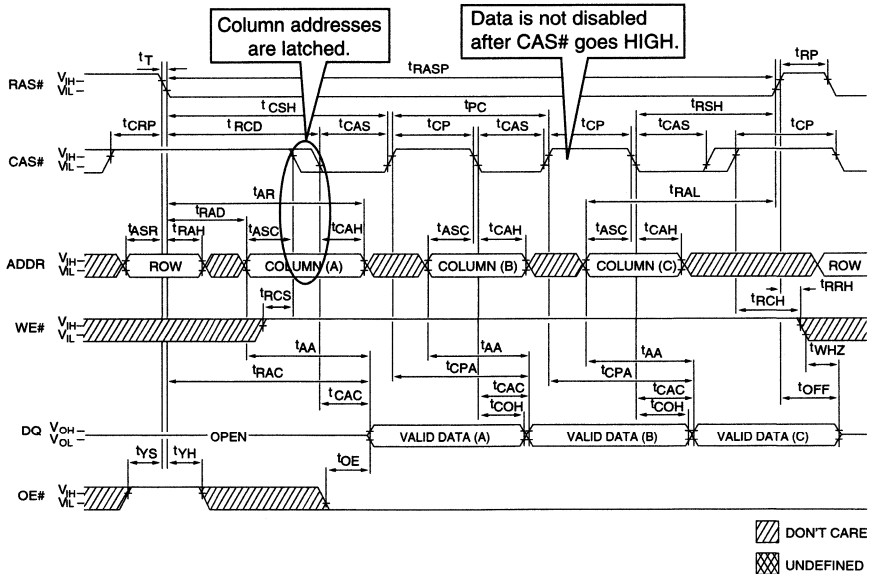 Column addresses
are latched.
Data is not disabled
after CAS# goes HIGH.
tT
tRASP
tRP
RAS# VIH VIL
tCSH
tPC
tRSH
tCRP tRCD tCAS tCP tCAS tCP tCAS tCP
CAS# VIH VIL
tAR
tRAL
tRAD
tASR tRAH tASC tCAH tASC tCAH tASC tCAH
ADDR VIH VIL ROW COLUMN (A) COLUMN (B) COLUMN (C) ROW
tRCS
tRCH
tRRH
WE# VIH VIL
tAA tAA tAA
tWHZ
tRAC tCPA tCPA
tCAC tCAC tCAC tOFF
tCOH tCOH
DQ VOH VOL OPEN VALID DATA (A) VALID DATA (B) VALID DATA (C)
tYS tYH tOE
OE# VIH VIL
DON'T CARE
UNDEFINED